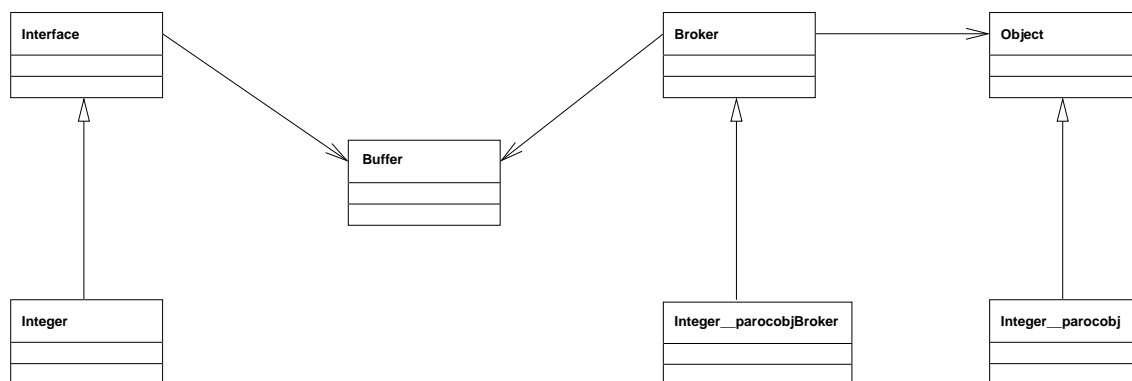 Interface
Broker
Object
Buffer
Integer
Integer__parocobjBroker
Integer__parocobj